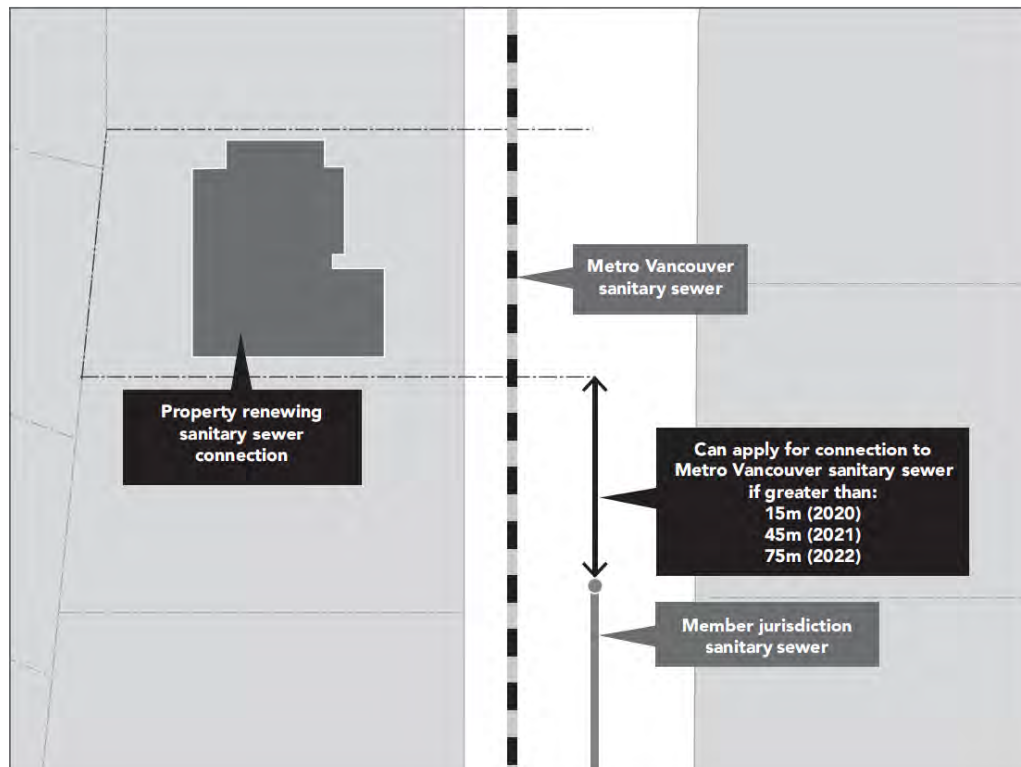 Metro Vancouver
sanitary sewer
Property renewing
sanitary sewer
connection
Can apply for connection to
Metro Vancouver sanitary sewer
if greater than:
15m (2020)
45m (2021)
75m (2022)
Member jurisdiction
sanitary sewer